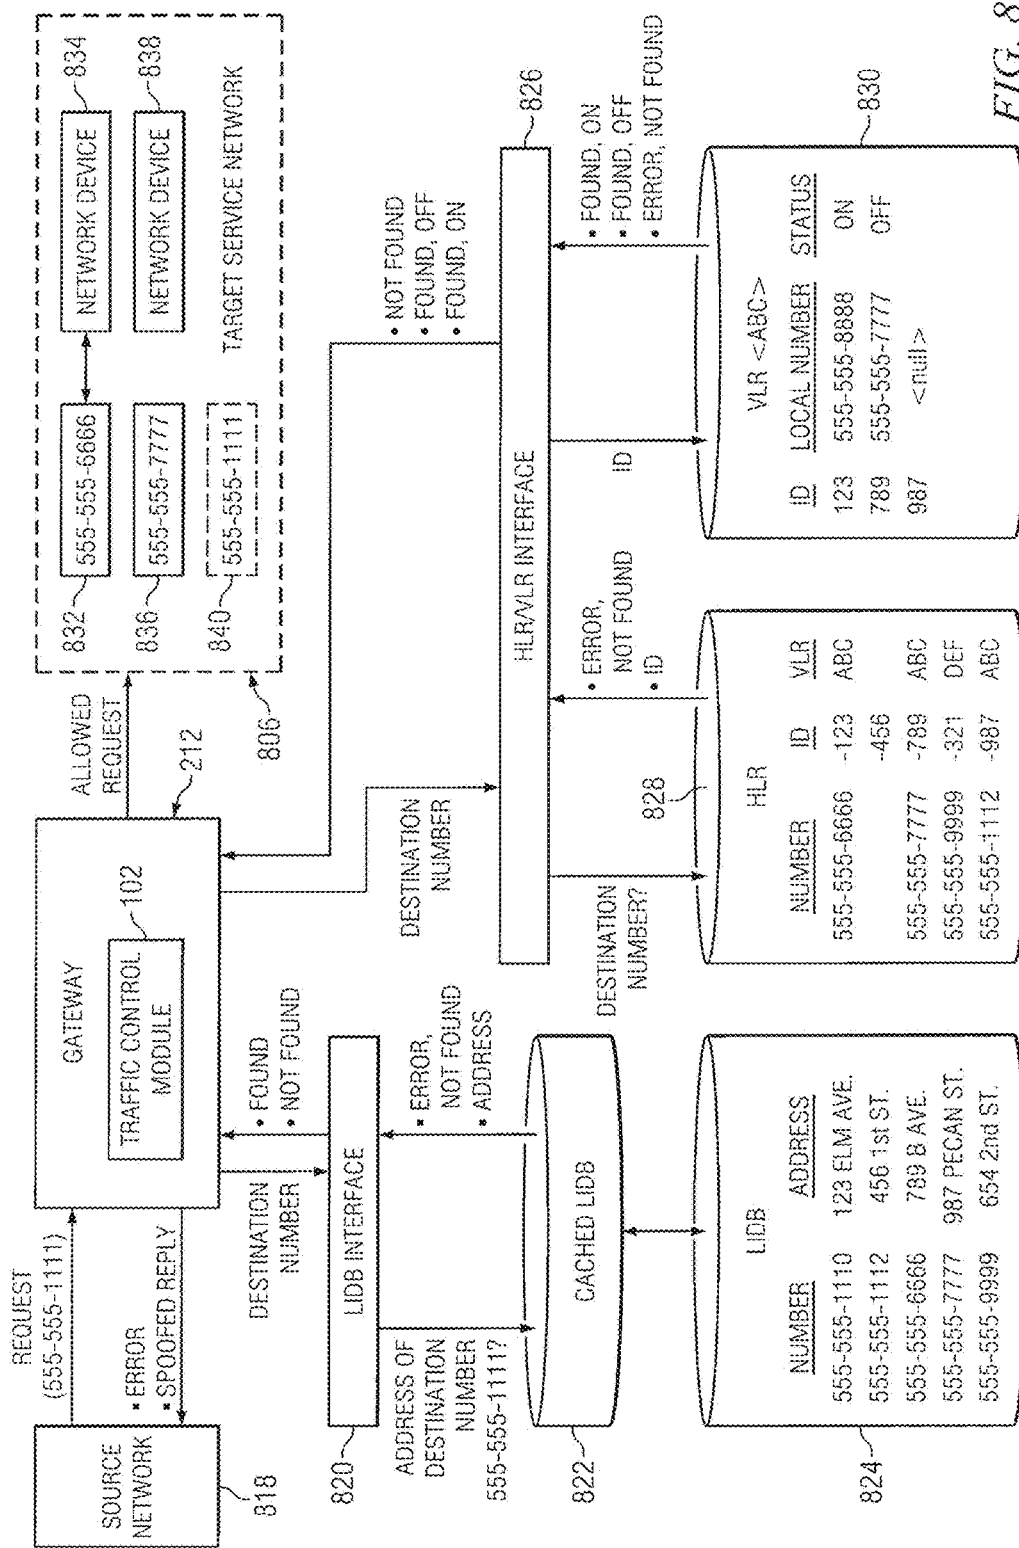 SOURCE
NETWORK
818
REQUEST
(555-555-1111)
• ERROR
• SPOOFED REPLY
GATEWAY
TRAFFIC CONTROL
MODULE
102
212
ALLOWED
REQUEST
806
832
555-555-6666
NETWORK DEVICE
834
836
555-555-7777
NETWORK DEVICE
838
840
555-555-1111
TARGET SERVICE NETWORK
DESTINATION
NUMBER
• FOUND
• NOT FOUND
DESTINATION
NUMBER
• NOT FOUND
• FOUND, OFF
• FOUND, ON
820
LIDB INTERFACE
HLR/VLR INTERFACE
826
ADDRESS OF
DESTINATION
NUMBER
555-555-1111?
• ERROR,
NOT FOUND
• ADDRESS
DESTINATION
NUMBER?
• ERROR,
NOT FOUND
• ID
ID
• FOUND, ON
• FOUND, OFF
• ERROR, NOT FOUND
822
CACHED LIDB
828
830
824
LIDB
NUMBER ADDRESS
555-555-1110 123 ELM AVE.
555-555-1112 456 1st ST.
555-555-6666 789 B AVE.
555-555-7777 987 PECAN ST.
555-555-9999 654 2nd ST.
HLR
NUMBER ID VLR
555-555-6666 -123 ABC
-456
555-555-7777 -789 ABC
555-555-9999 -321 DEF
555-555-1112 -987 ABC
VLR <ABC>
ID LOCAL NUMBER STATUS
123 555-555-8888 ON
789 555-555-7777 OFF
987 <null>
FIG. 8